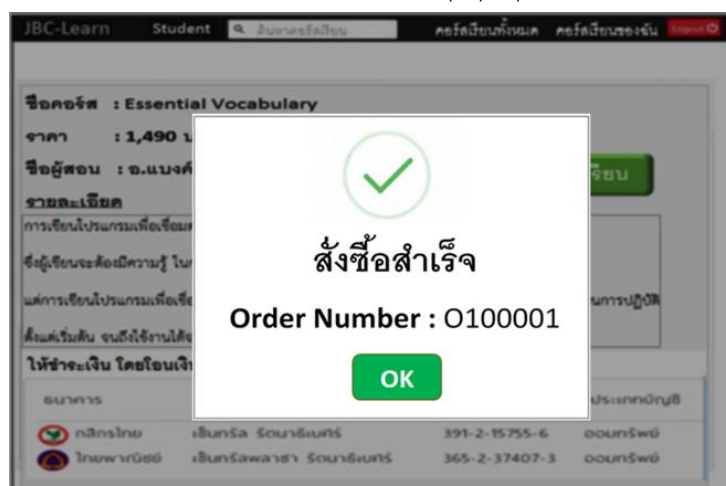 JBC-Learn Student ค้นหาคอร์สเรียน คอร์สเรียนทั้งหมด คอร์สเรียนของฉัน Logout
ชื่อคอร์ส : Essential Vocabulary
ราคา : 1,490
ชื่อผู้สอน : อ.แบงค์ รียน
รายละเอียด
การเขียนโปรแกรมเพื่อเชื่อม
ซึ่งผู้เรียนจะต้องมีความรู้ ใน
สั่งซื้อสำเร็จ
แต่การเขียนโปรแกรมเพื่อเชื่อ นการปฏิบัติ
Order Number : O100001
ตั้งแต่เริ่มต้น จนถึงใช้งานได้จ
ให้ชำระเงิน โดยโอนเงิน
OK
ธนาคาร ประเภทบัญชี
กสิกรไทย เซ็นทรัล รัตนาธิเบศร์ 391-2-15755-6 ออมทรัพย์
ไทยพาณิชย์ เซ็นทรัลพลาซา รัตนาธิเบศร์ 365-2-37407-3 ออมทรัพย์